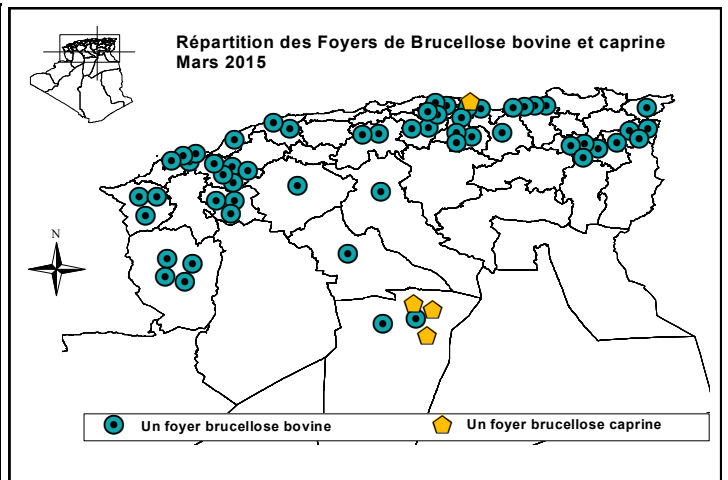 Répartition des Foyers de Brucellose bovine et caprine
Mars 2015
N
Un foyer brucellose bovine
Un foyer brucellose caprine